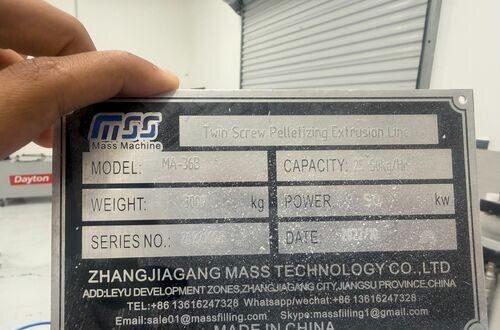 MSS
Mass Machine
Twin Screw Pelletizing Extrusion Line
MODEL: MA-36B
CAPACITY:
WEIGHT: kg
POWER kw
SERIES NO.:
DATE:
Dayton
ZHANGJIAGANG MASS TECHNOLOGY CO.,LTD
ADD:LEYU DEVELOPMENT ZONES,ZHANGJIAGANG CITY,JIANGSU PROVINCE,CHINA
TEL:+86 13616247328 Whatsapp/wechat:+86 13616247328
Email:sale01@massfilling.com Skype:massfilling1@gmail.com
MADE IN CHINA